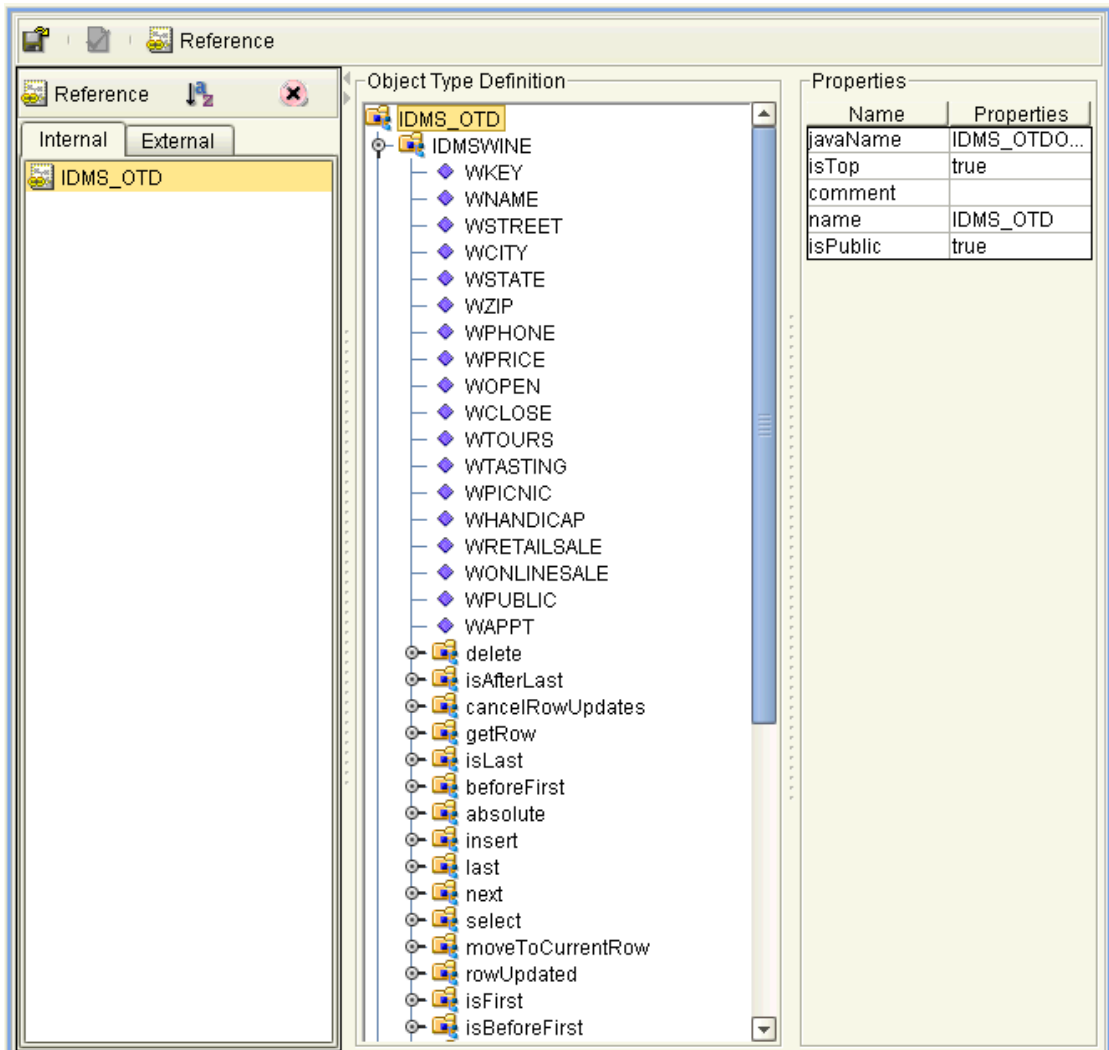 Reference
Reference
Internal External
IDMS_OTD
Object Type Definition
IDMS_OTD
IDMSWINE
WKEY
WNAME
WSTREET
WCITY
WSTATE
WZIP
WPHONE
WPRICE
WOPEN
WCLOSE
WTOURS
WTASTING
WPICNIC
WHANDICAP
WRETAILSALE
WONLINESALE
WPUBLIC
WAPPT
delete
isAfterLast
cancelRowUpdates
getRow
isLast
beforeFirst
absolute
insert
last
next
select
moveToCurrentRow
rowUpdated
isFirst
isBeforeFirst
Properties
Name Properties
javaName IDMS_OTDO...
isTop true
comment
name IDMS_OTD
isPublic true